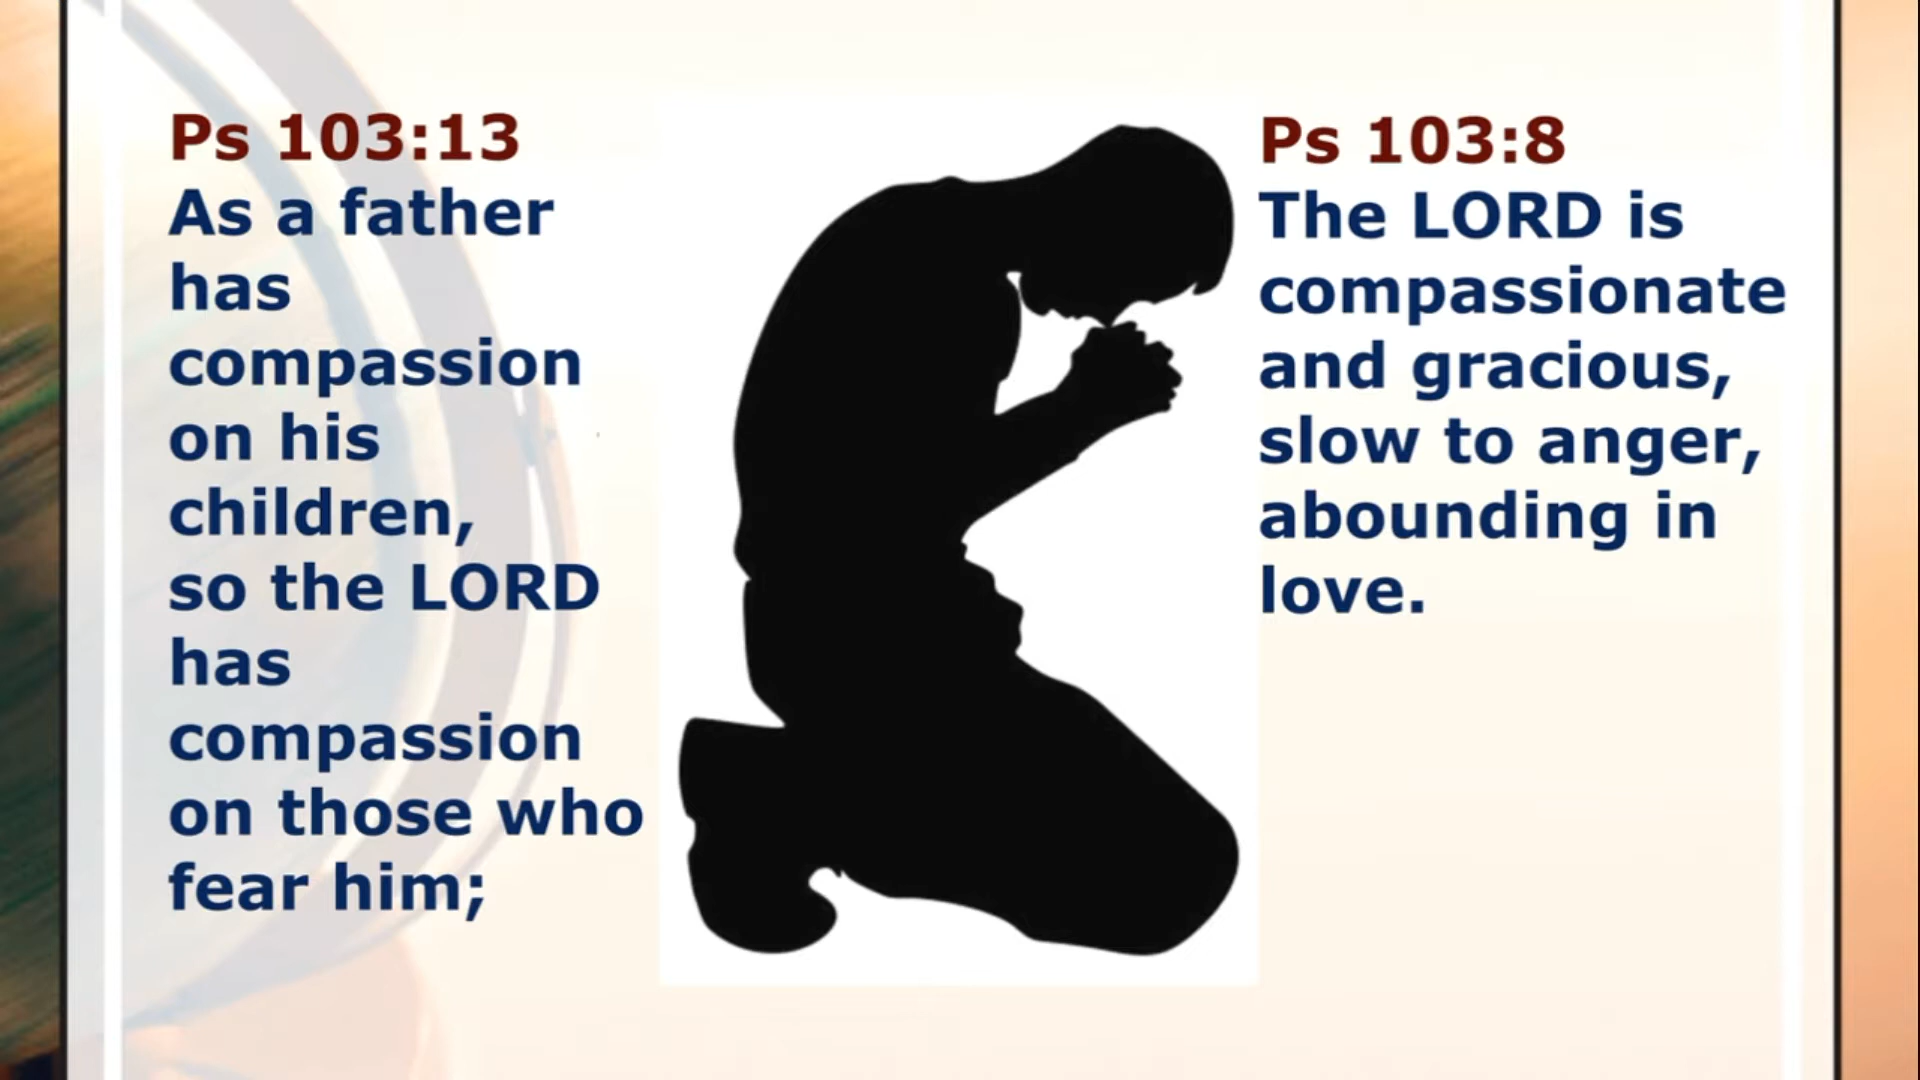 Ps 103:13
As a father
has
compassion
on his
children,
so the LORD
has
compassion
on those who
fear him;
Ps 103:8
The LORD is
compassionate
and gracious,
slow to anger,
abounding in
love.